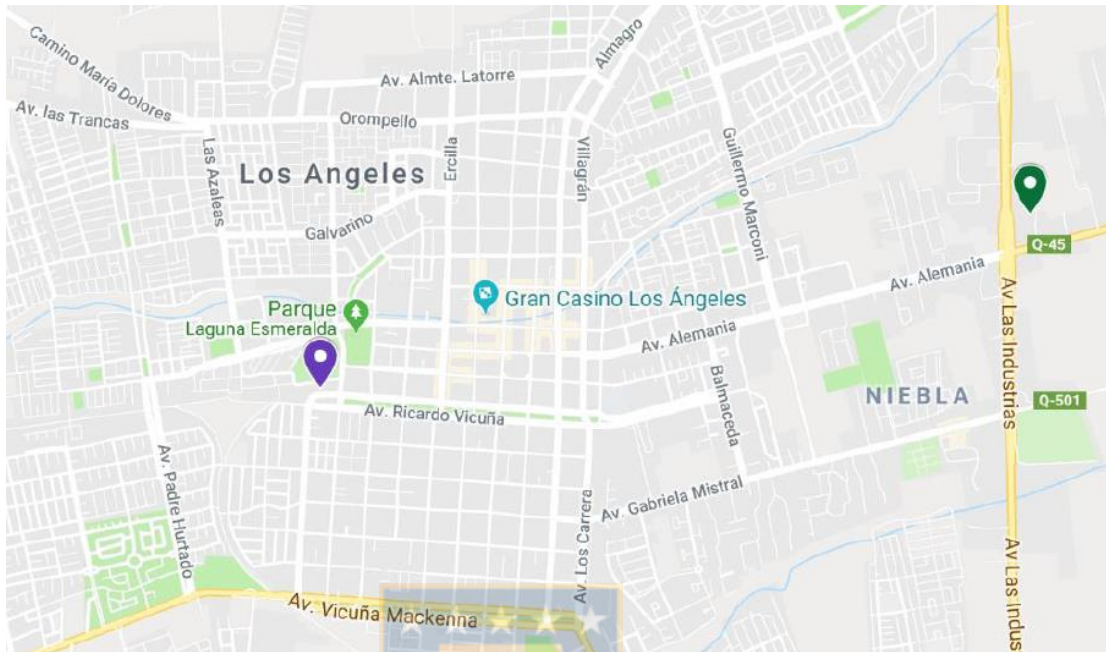 Camino María Dolores
Almagro
Av. Almte. Latorre
Av. las Trancas
Orompello
Las Azaleas
Ercilla
Villagrán
Guillermo Marconi
Los Angeles
Galvarino
Q-45
Av. Alemania
Parque
Laguna Esmeralda
Gran Casino Los Ángeles
Av. Alemania
Av Las Industrias
Balmaceda
NIEBLA
Q-501
Av. Ricardo Vicuña
Av. Padre Hurtado
Av. Gabriela Mistral
Av. Los Carrera
Av Las Indus
Av. Vicuña Mackenna